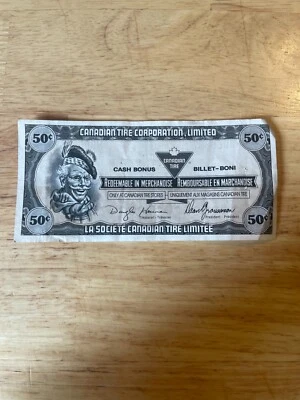 50¢ 50¢
CANADIAN TIRE CORPORATION, LIMITED
CANADIAN
TIRE
CASH BONUS BILLET-BONI
REDEEMABLE IN MERCHANDISE REMBOURSABLE EN MARCHANDISE
ONLY AT CANADIAN TIRE STORES UNIQUEMENT AUX MAGASINS CANADIAN TIRE
50¢ 50¢
LA SOCIÉTÉ CANADIAN TIRE LIMITÉE